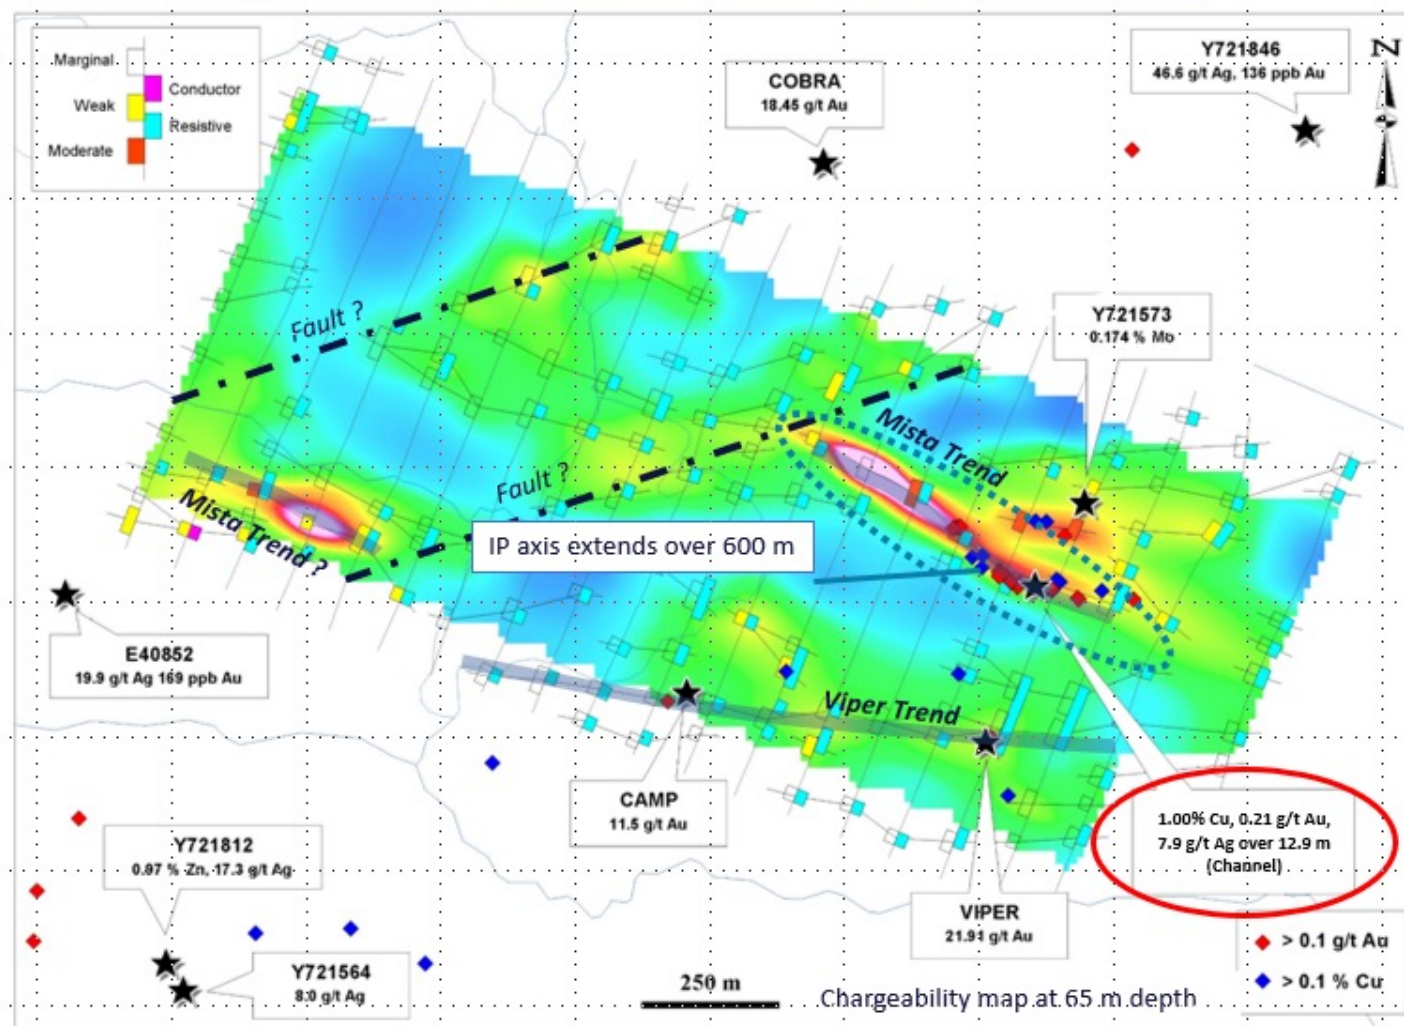 Marginal
Conductor
Weak
Resistive
Moderate
COBRA
18.45 g/t Au
Y721846
46.6 g/t Ag, 136 ppb Au
N
Y721573
0.174 % Mo
Fault ?
Mista Trend
Fault ?
Mista Trend ?
IP axis extends over 600 m
E40852
19.9 g/t Ag 169 ppb Au
Viper Trend
CAMP
11.5 g/t Au
1.00% Cu, 0.21 g/t Au,
7.9 g/t Ag over 12.9 m
(Channel)
Y721812
0.97 % Zn, 17.3 g/t Ag
VIPER
21.91 g/t Au
Y721564
8.0 g/t Ag
250 m
Chargeability map at 65 m depth
> 0.1 g/t Au
> 0.1 % Cu